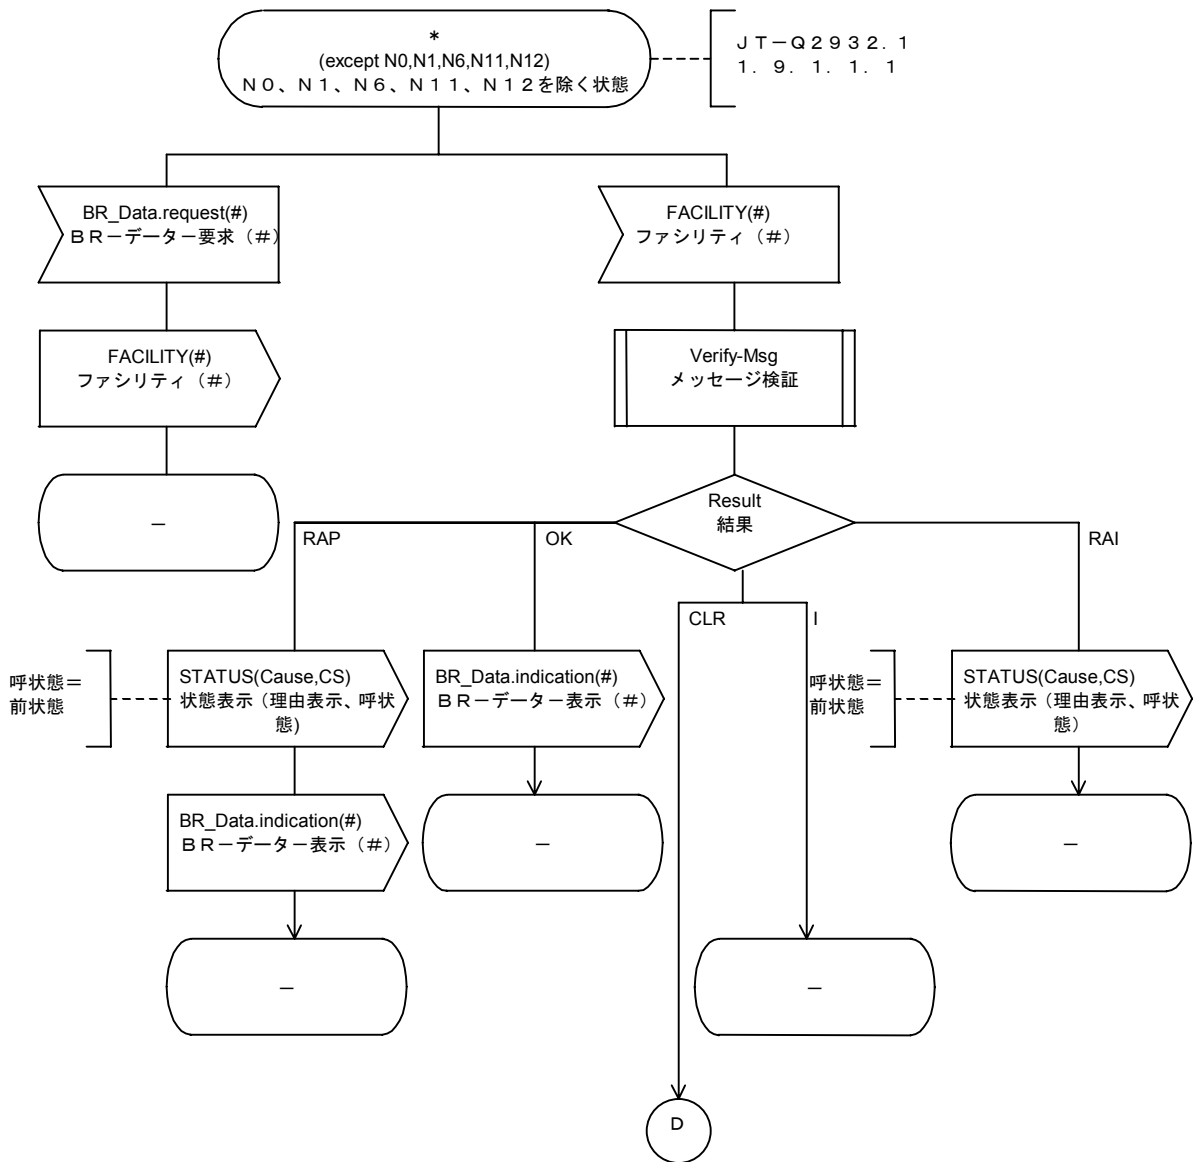 *
(except N0,N1,N6,N11,N12)
Ｎ０、Ｎ１、Ｎ６、Ｎ１１、Ｎ１２を除く状態
ＪＴ－Ｑ２９３２．１
１．９．１．１．１
BR_Data.request(#)
ＢＲ－データー要求（＃）
FACILITY(#)
ファシリティ（＃）
FACILITY(#)
ファシリティ（＃）
Verify-Msg
メッセージ検証
－
Result
結果
RAP
OK
RAI
CLR
I
呼状態＝
前状態
STATUS(Cause,CS)
状態表示（理由表示、呼状
態)
BR_Data.indication(#)
ＢＲ－データー表示（＃）
呼状態＝
前状態
STATUS(Cause,CS)
状態表示（理由表示、呼状
態）
BR_Data.indication(#)
ＢＲ－データー表示（＃）
－
－
－
－
Ｄ